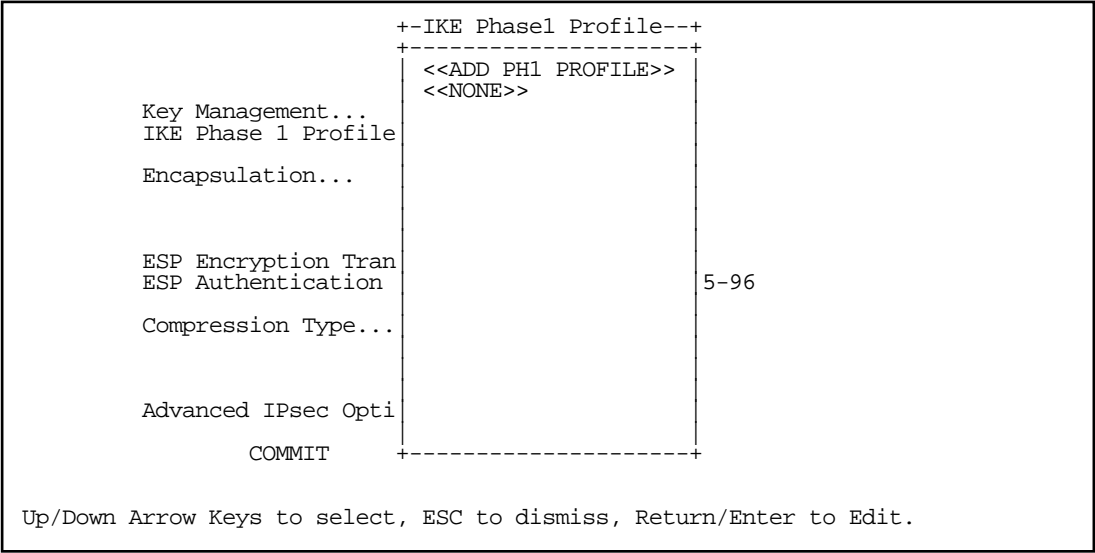 +-IKE Phase1 Profile--+
+---------------------+
| <<ADD PH1 PROFILE>> |
| <<NONE>> |
Key Management... | |
IKE Phase 1 Profile| |
| |
Encapsulation... | |
| |
| |
| |
ESP Encryption Tran| |
ESP Authentication | |5-96
| |
Compression Type...| |
| |
| |
| |
Advanced IPsec Opti| |
| |
COMMIT +---------------------+
Up/Down Arrow Keys to select, ESC to dismiss, Return/Enter to Edit.